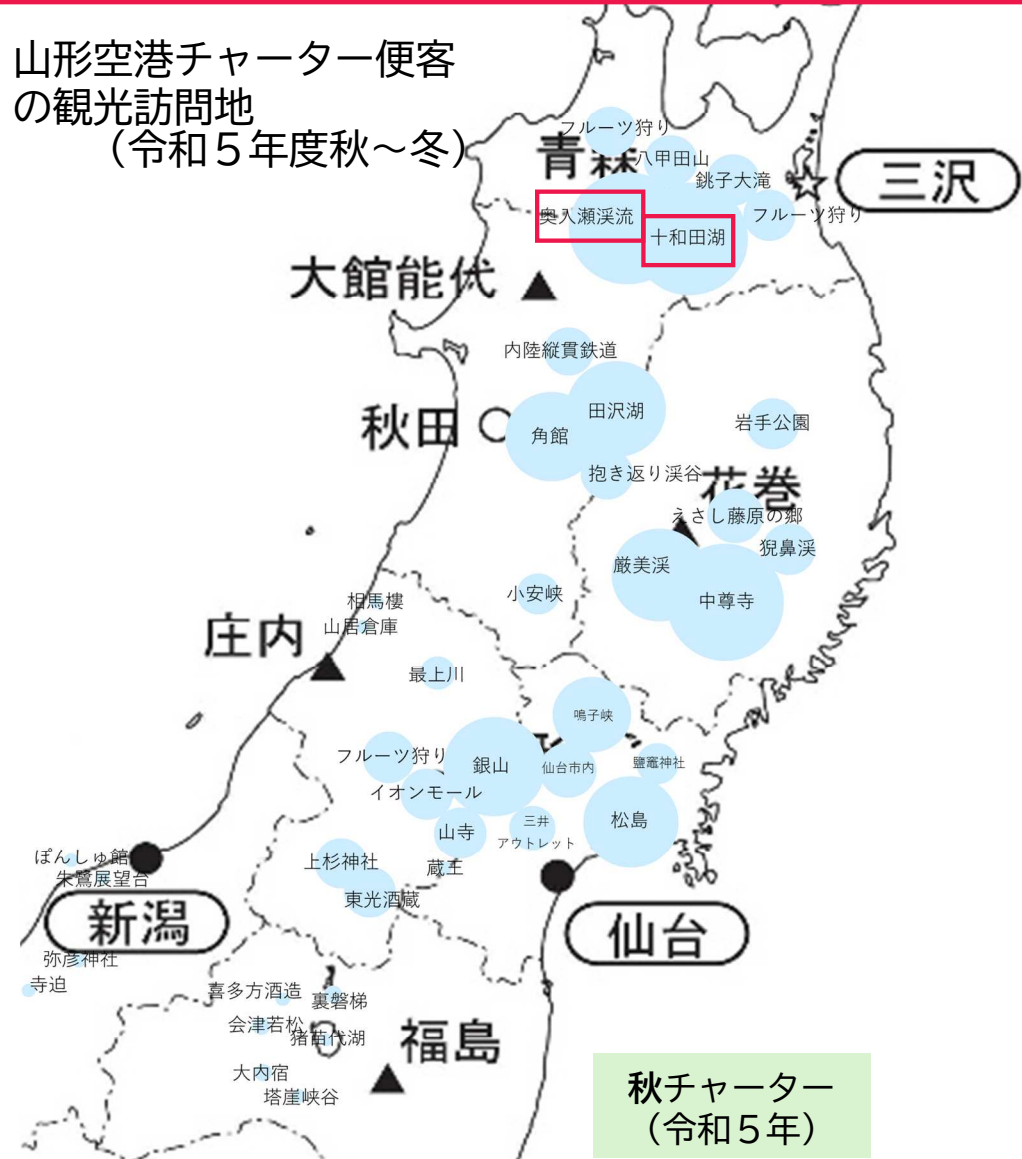 山形空港チャーター便客
の観光訪問地
（令和５年度秋～冬）
フルーツ狩り
青森
八甲田山
銚子大滝
三沢
奥入瀬渓流
フルーツ狩り
十和田湖
大館能代
内陸縦貫鉄道
田沢湖
秋田
角館
岩手公園
抱き返り渓谷
花巻
えさし藤原の郷
猊鼻渓
厳美渓
小安峡
中尊寺
相馬樓
山居倉庫
庄内
最上川
鳴子峡
フルーツ狩り
銀山
仙台市内
鹽竈神社
イオンモール
松島
山寺
三井
アウトレット
ぽんしゅ館
上杉神社
蔵王
朱鷺展望台
東光酒蔵
新潟
仙台
弥彦神社
寺迫
喜多方酒造
裏磐梯
会津若松
猪苗代湖
福島
大内宿
塔崖峡谷
秋チャーター
（令和５年）